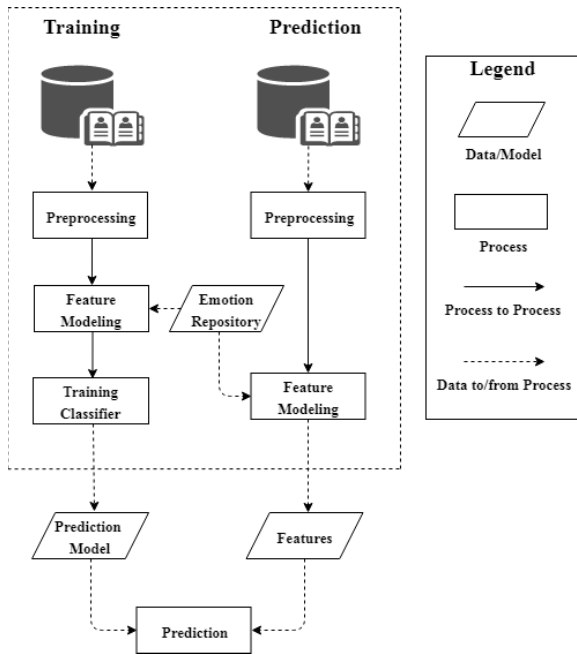 Training
Prediction
Preprocessing
Preprocessing
Feature
Modeling
Emotion
Repository
Training
Classifier
Feature
Modeling
Prediction
Model
Features
Prediction
Legend
Data/Model
Process
Process to Process
Data to/from Process